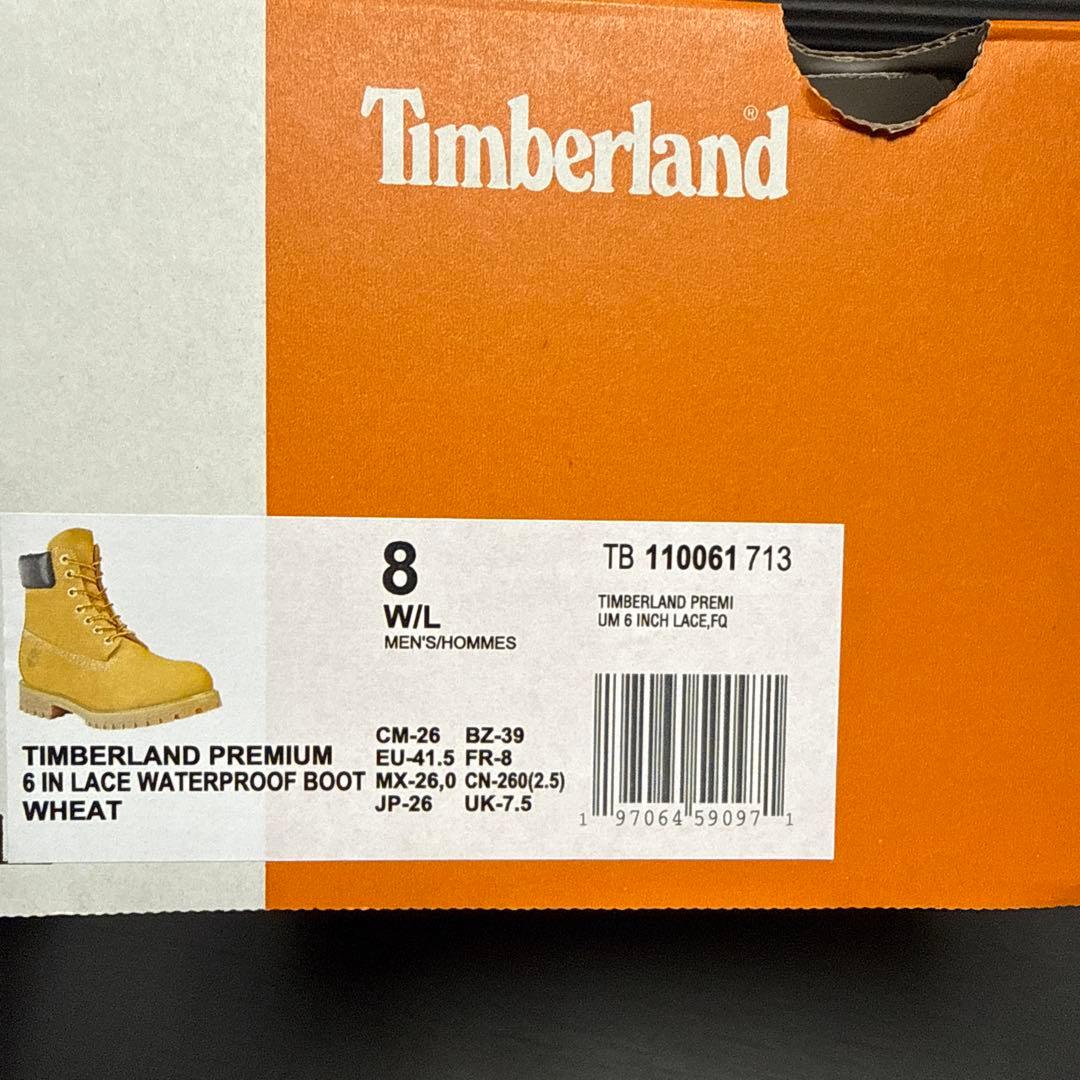 Timberland®
8
W/L
MEN'S/HOMMES
TB 110061 713
TIMBERLAND PREMI
UM 6 INCH LACE,FQ
CM-26 BZ-39
EU-41.5 FR-8
MX-26,0 CN-260(2.5)
JP-26 UK-7.5
TIMBERLAND PREMIUM
6 IN LACE WATERPROOF BOOT
WHEAT
1 97064 59097 1